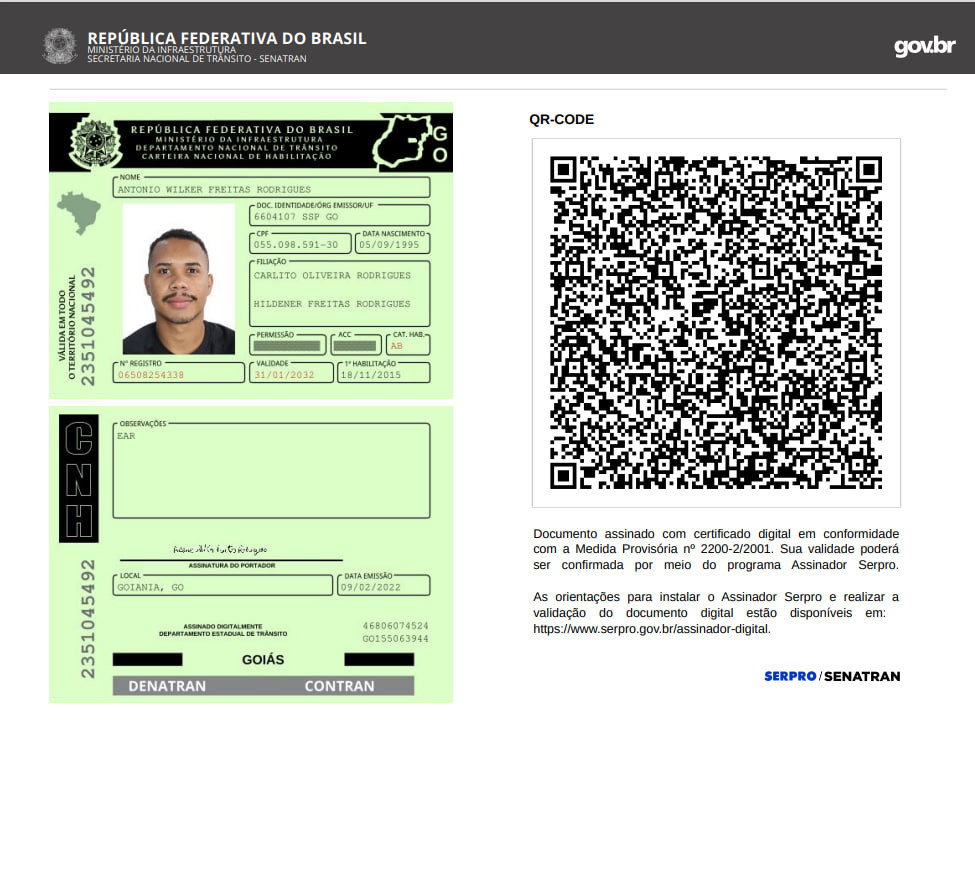 REPÚBLICA FEDERATIVA DO BRASIL
MINISTÉRIO DA INFRAESTRUTURA
SECRETARIA NACIONAL DE TRÂNSITO - SENATRAN
gov.br
REPÚBLICA FEDERATIVA DO BRASIL
MINISTÉRIO DA INFRAESTRUTURA
DEPARTAMENTO NACIONAL DE TRÂNSITO
CARTEIRA NACIONAL DE HABILITAÇÃO
GO
NOME
ANTONIO WILKER FREITAS RODRIGUES
DOC. IDENTIDADE/ÓRG EMISSOR/UF
6604107 SSP GO
CPF
055.098.591-30
DATA NASCIMENTO
05/09/1995
FILIAÇÃO
CARLITO OLIVEIRA RODRIGUES
HILDENER FREITAS RODRIGUES
PERMISSÃO
ACC
CAT. HAB.
AB
Nº REGISTRO
06508254338
VALIDADE
31/01/2032
1ª HABILITAÇÃO
18/11/2015
VÁLIDA EM TODO
O TERRITÓRIO NACIONAL
2351045492
CNH
OBSERVAÇÕES
EAR
ASSINATURA DO PORTADOR
LOCAL
GOIANIA, GO
DATA EMISSÃO
09/02/2022
2351045492
ASSINADO DIGITALMENTE
DEPARTAMENTO ESTADUAL DE TRÂNSITO
46806074524
GO155063944
GOIÁS
DENATRAN CONTRAN
QR-CODE
Documento assinado com certificado digital em conformidade
com a Medida Provisória nº 2200-2/2001. Sua validade poderá
ser confirmada por meio do programa Assinador Serpro.
As orientações para instalar o Assinador Serpro e realizar a
validação do documento digital estão disponíveis em:
https://www.serpro.gov.br/assinador-digital.
SERPRO/SENATRAN